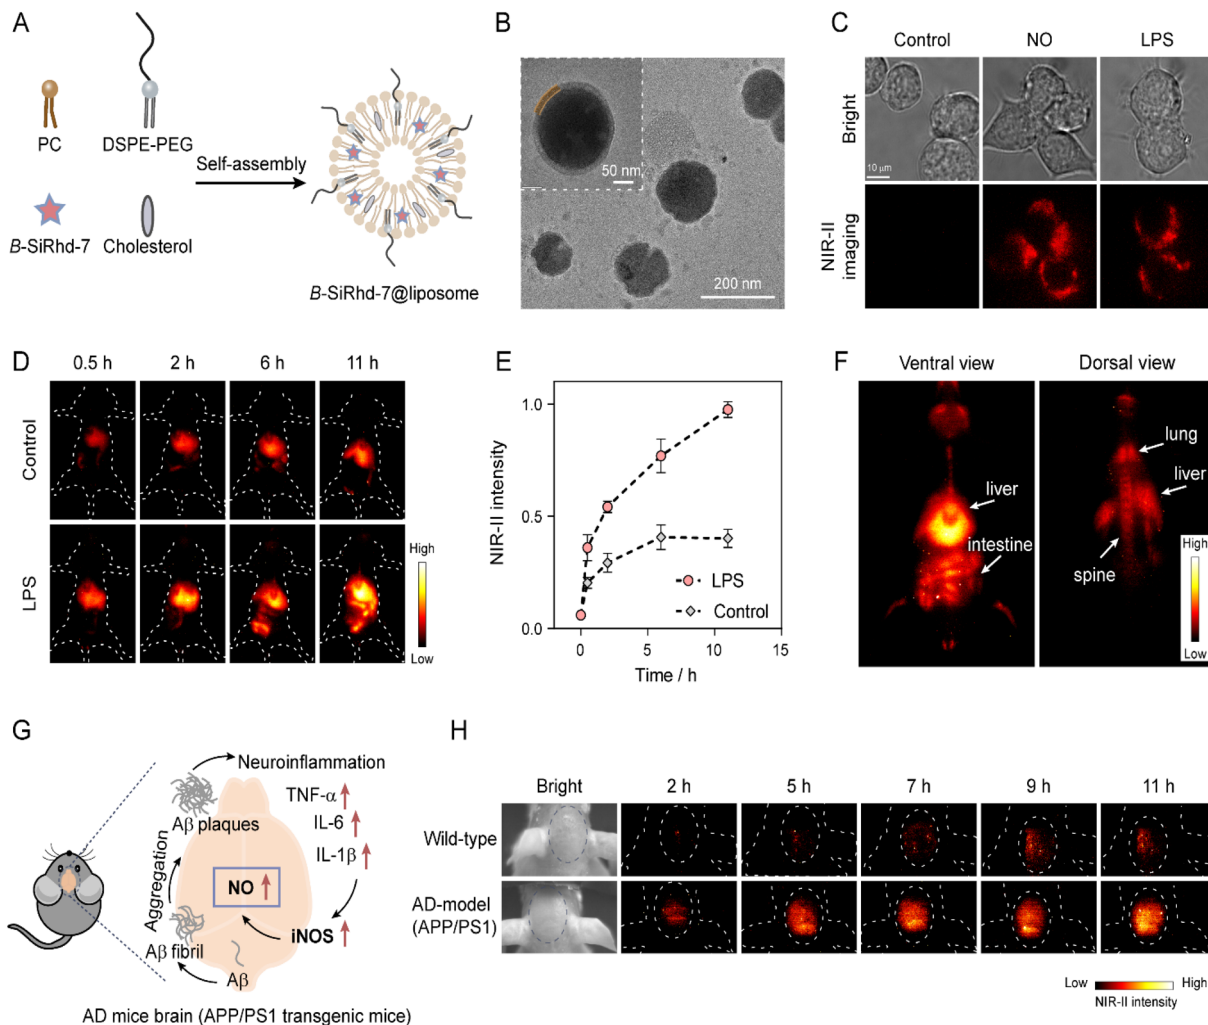 A
PC
DSPE-PEG
B-SiRhd-7
Cholesterol
Self-assembly
B-SiRhd-7@liposome
B
50 nm
200 nm
C
Control
NO
LPS
Bright
10 μm
NIR-II
imaging
D
0.5 h
2 h
6 h
11 h
Control
LPS
High
Low
E
NIR-II intensity
1.0
0.5
0.0
LPS
Control
0
5
10
15
Time / h
F
Ventral view
Dorsal view
liver
intestine
lung
liver
spine
High
Low
G
Neuroinflammation
TNF-α
IL-6
IL-1β
Aβ plaques
Aggregation
NO
iNOS
Aβ fibril
Aβ
AD mice brain (APP/PS1 transgenic mice)
H
Bright
2 h
5 h
7 h
9 h
11 h
Wild-type
AD-model
(APP/PS1)
Low
High
NIR-II intensity